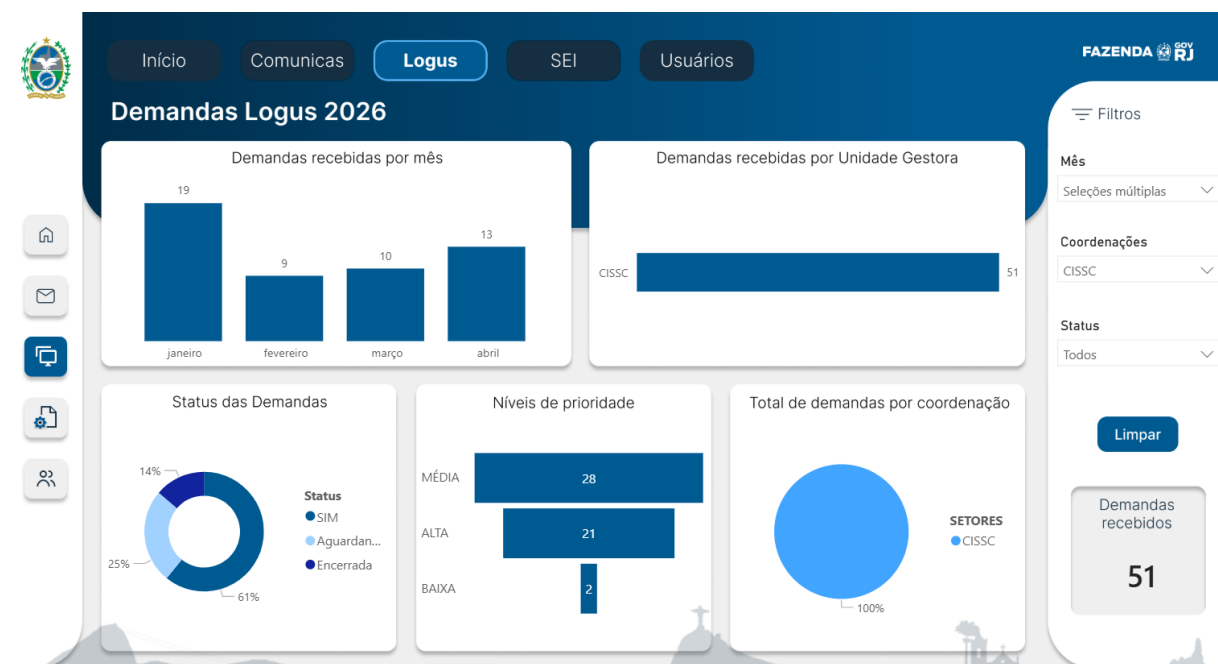 Início
Comunicas
Logus
SEI
Usuários
FAZENDA GOV RJ
Demandas Logus 2026
Filtros
Demandas recebidas por mês
19
9
10
13
janeiro
fevereiro
março
abril
Demandas recebidas por Unidade Gestora
CISSC
51
Mês
Seleções múltiplas
Coordenações
CISSC
Status
Todos
Limpar
Demandas
recebidos
51
Status das Demandas
14%
25%
61%
Status
SIM
Aguardan...
Encerrada
Níveis de prioridade
MÉDIA
28
ALTA
21
BAIXA
2
Total de demandas por coordenação
100%
SETORES
CISSC